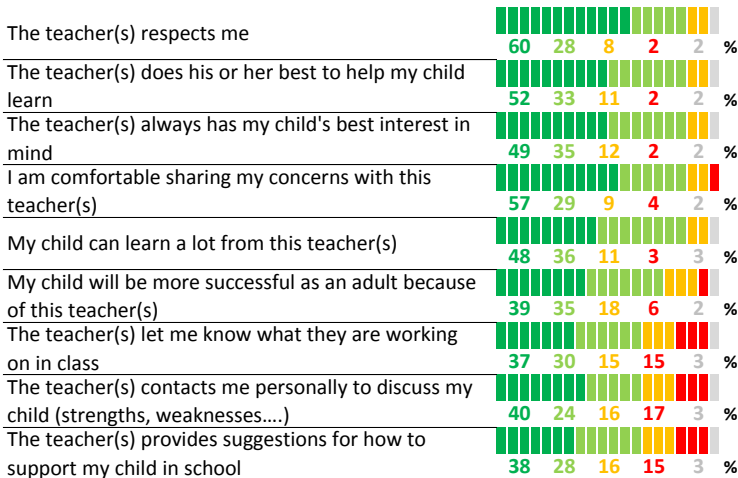 The teacher(s) respects me
60 28 8 2 2 %
The teacher(s) does his or her best to help my child
learn
52 33 11 2 2 %
The teacher(s) always has my child's best interest in
mind
49 35 12 2 2 %
I am comfortable sharing my concerns with this
teacher(s)
57 29 9 4 2 %
My child can learn a lot from this teacher(s)
48 36 11 3 3 %
My child will be more successful as an adult because
of this teacher(s)
39 35 18 6 2 %
The teacher(s) let me know what they are working
on in class
37 30 15 15 3 %
The teacher(s) contacts me personally to discuss my
child (strengths, weaknesses....)
40 24 16 17 3 %
The teacher(s) provides suggestions for how to
support my child in school
38 28 16 15 3 %